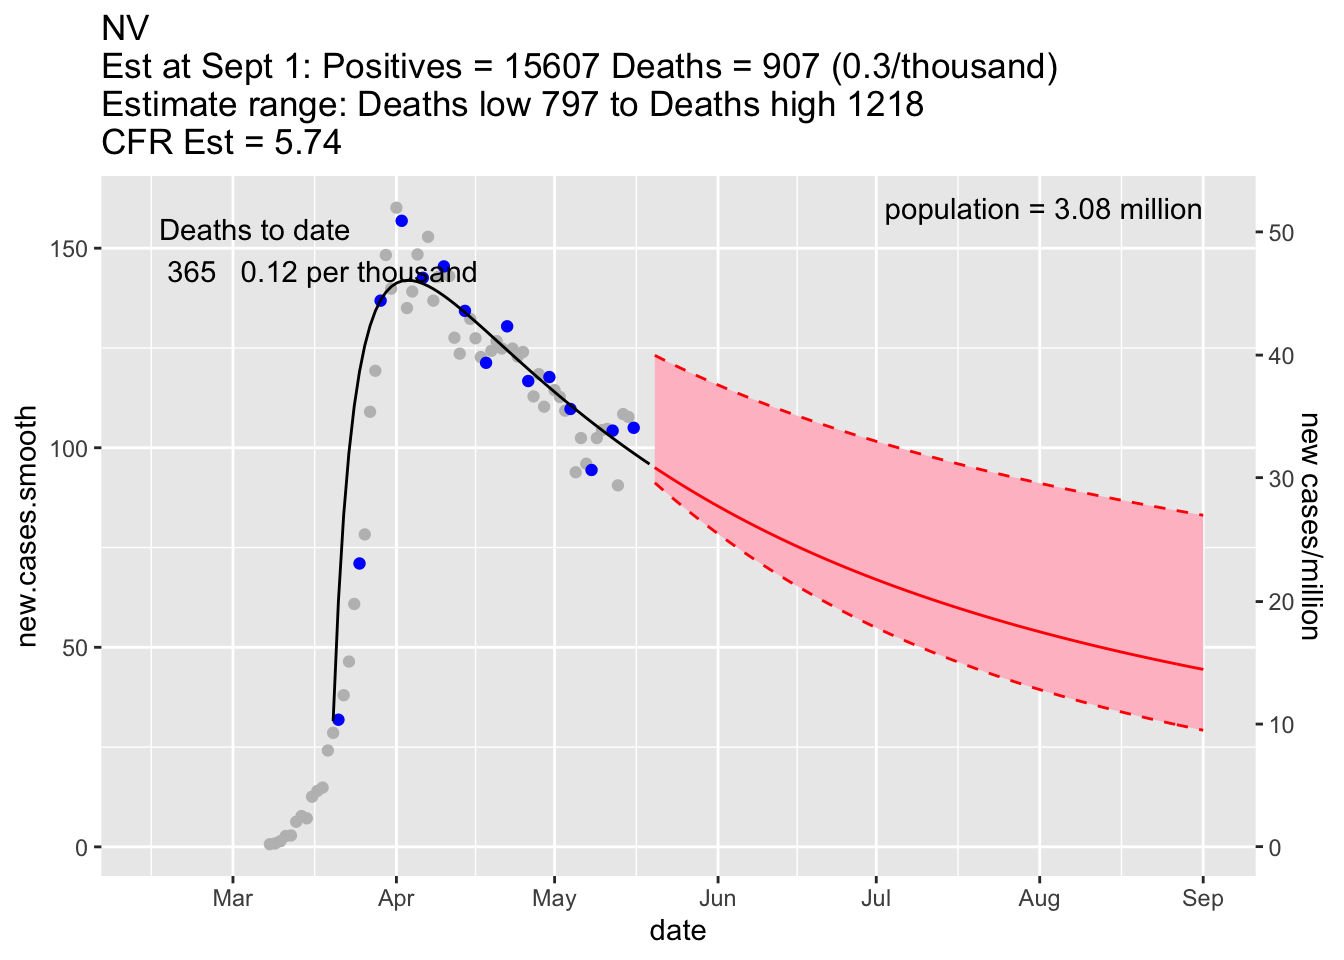 NV
Est at Sept 1: Positives = 15607 Deaths = 907 (0.3/thousand)
Estimate range: Deaths low 797 to Deaths high 1218
CFR Est = 5.74
Deaths to date
365 0.12 per thousand
population = 3.08 million
150
100
50
0
new.cases.smooth
50
40
30
20
10
0
new cases/million
Mar Apr May Jun Jul Aug Sep
date